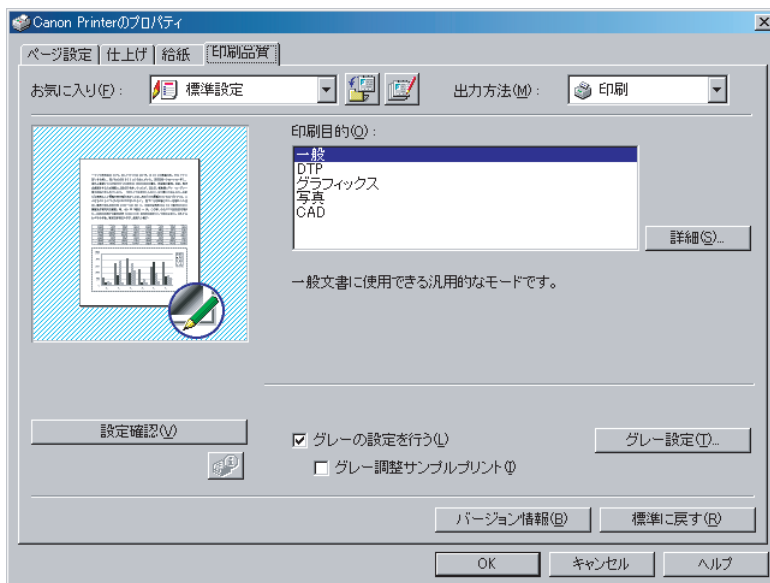 Canon Printerのプロパティ
ページ設定 仕上げ 給紙 印刷品質
お気に入り(F)： 標準設定 出力方法(M)： 印刷
印刷目的(O)：
一般
DTP
グラフィックス
写真
CAD
詳細(S)...
一般文書に使用できる汎用的なモードです。
設定確認(V)
グレーの設定を行う(L) グレー設定(T)...
グレー調整サンプルプリント(I)
バージョン情報(B) 標準に戻す(R)
OK キャンセル ヘルプ